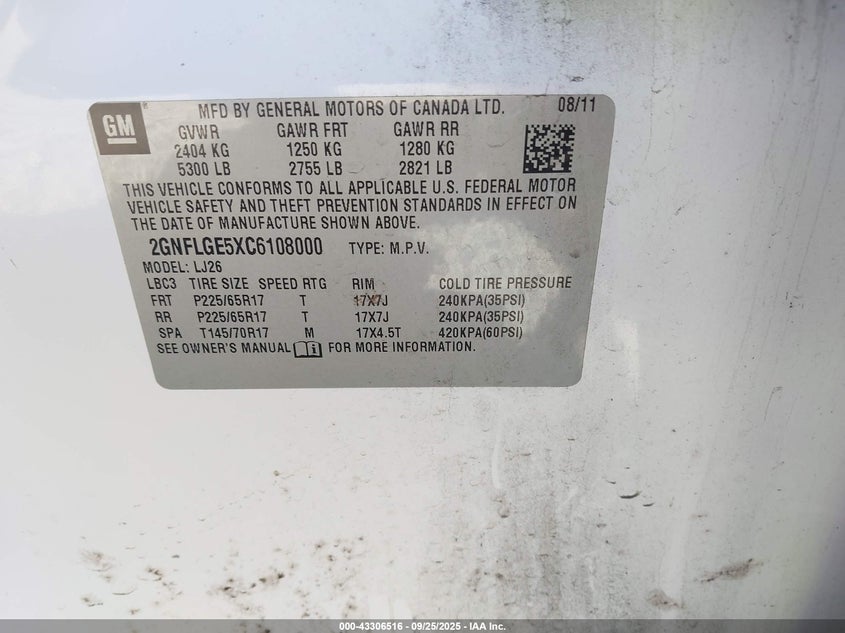 GM
MFD BY GENERAL MOTORS OF CANADA LTD. 08/11
GVWR GAWR FRT GAWR RR
2404 KG 1250 KG 1280 KG
5300 LB 2755 LB 2821 LB
THIS VEHICLE CONFORMS TO ALL APPLICABLE U.S. FEDERAL MOTOR
VEHICLE SAFETY AND THEFT PREVENTION STANDARDS IN EFFECT ON
THE DATE OF MANUFACTURE SHOWN ABOVE.
2GNFLGE5XC6108000 TYPE: M.P.V.
MODEL: LJ26
LBC3 TIRE SIZE SPEED RTG RIM COLD TIRE PRESSURE
FRT P225/65R17 T 17X7J 240KPA(35PSI)
RR P225/65R17 T 17X7J 240KPA(35PSI)
SPA T145/70R17 M 17X4.5T 420KPA(60PSI)
SEE OWNER'S MANUAL i FOR MORE INFORMATION.
000-43306516 - 09/25/2025 - IAA Inc.